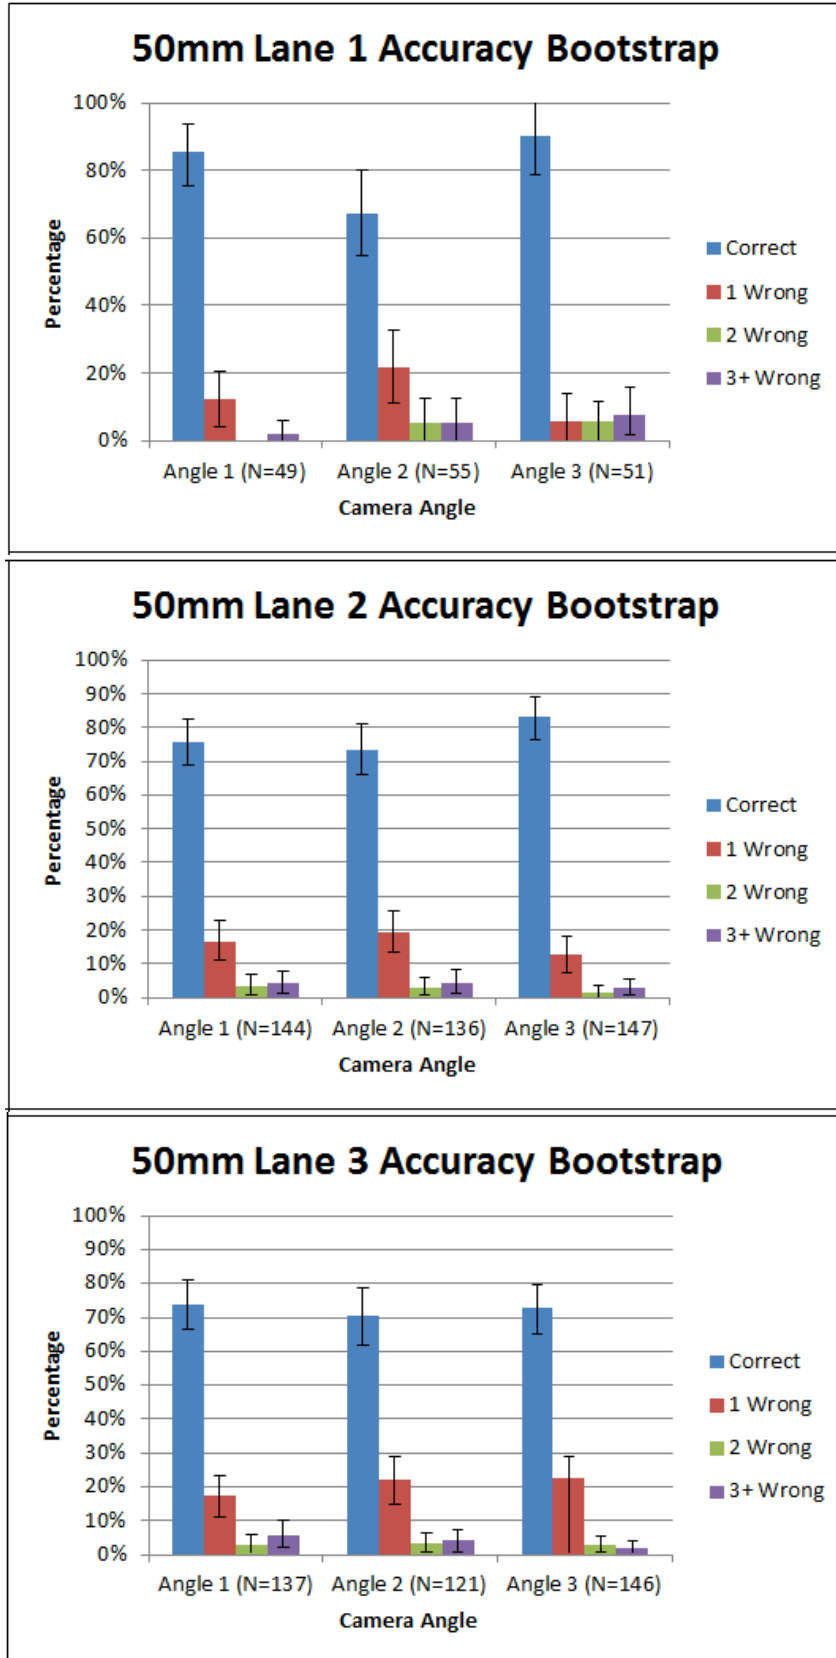 50mm Lane 1 Accuracy Bootstrap
100%
80%
60%
40%
20%
0%
Percentage
Angle 1 (N=49) Angle 2 (N=55) Angle 3 (N=51)
Camera Angle
Correct
1 Wrong
2 Wrong
3+ Wrong
50mm Lane 2 Accuracy Bootstrap
100%
90%
80%
70%
60%
50%
40%
30%
20%
10%
0%
Percentage
Angle 1 (N=144) Angle 2 (N=136) Angle 3 (N=147)
Camera Angle
Correct
1 Wrong
2 Wrong
3+ Wrong
50mm Lane 3 Accuracy Bootstrap
100%
90%
80%
70%
60%
50%
40%
30%
20%
10%
0%
Percentage
Angle 1 (N=137) Angle 2 (N=121) Angle 3 (N=146)
Camera Angle
Correct
1 Wrong
2 Wrong
3+ Wrong